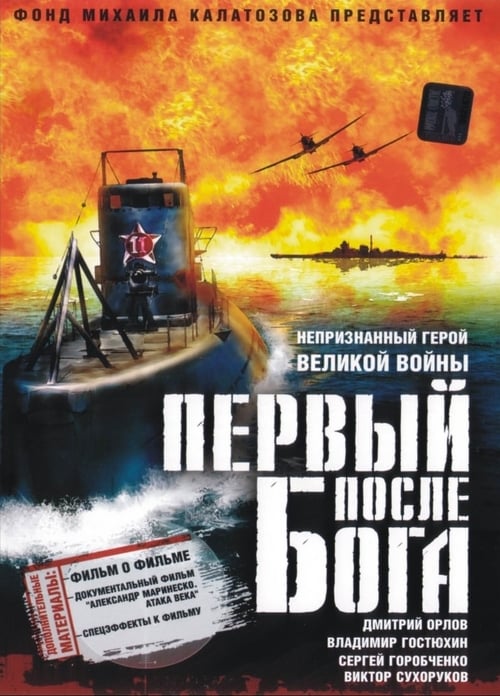 ФОНД МИХАИЛА КАЛАТОЗОВА ПРЕДСТАВЛЯЕТ
11
НЕПРИЗНАННЫЙ ГЕРОЙ
ВЕЛИКОЙ ВОЙНЫ
ПЕРВЫЙ
ПОСЛЕ
БОГА
ДОПОЛНИТЕЛЬНЫЕ
МАТЕРИАЛЫ:
ФИЛЬМ О ФИЛЬМЕ
ДОКУМЕНТАЛЬНЫЙ ФИЛЬМ
"АЛЕКСАНДР МАРИНЕСКО.
АТАКА ВЕКА"
СПЕЦЭФФЕКТЫ К ФИЛЬМУ
ДМИТРИЙ ОРЛОВ
ВЛАДИМИР ГОСТЮХИН
СЕРГЕЙ ГОРОБЧЕНКО
ВИКТОР СУХОРУКОВ